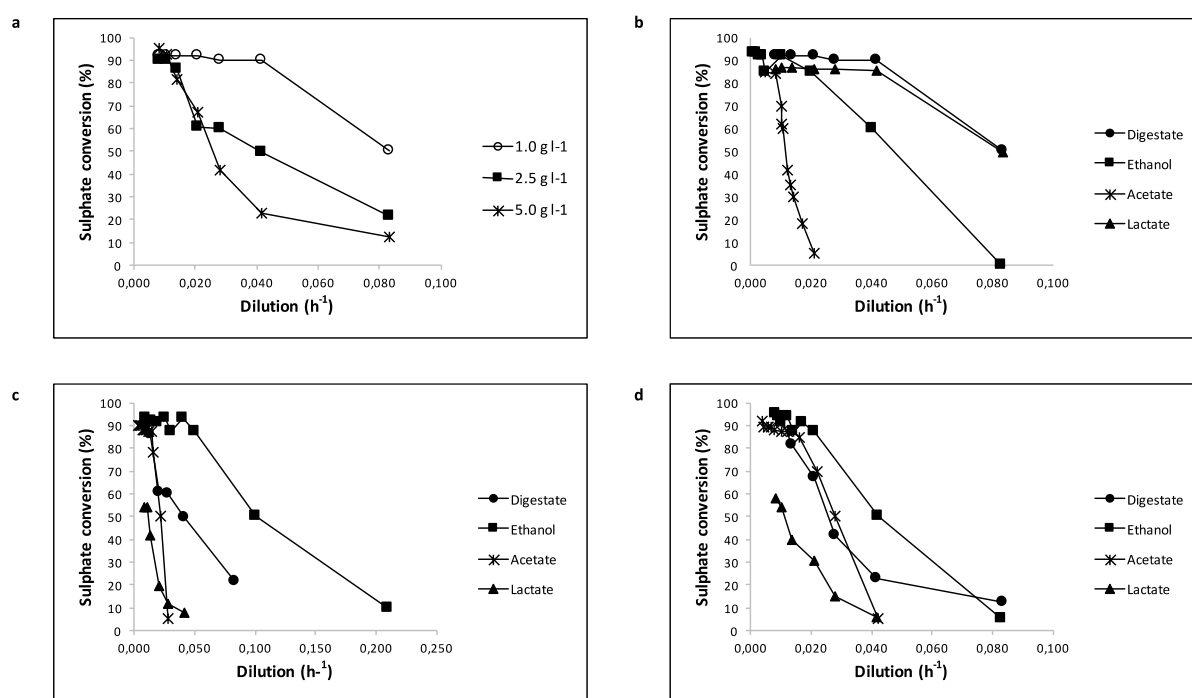 a
Sulphate conversion (%)
100
90
80
70
60
50
40
30
20
10
0
0,000 0,020 0,040 0,060 0,080 0,100
Dilution (h-1)
1.0 g l-1
2.5 g l-1
5.0 g l-1
b
Sulphate conversion (%)
100
90
80
70
60
50
40
30
20
10
0
0,000 0,020 0,040 0,060 0,080 0,100
Dilution (h-1)
Digestate
Ethanol
Acetate
Lactate
c
Sulphate conversion (%)
100
90
80
70
60
50
40
30
20
10
0
0,000 0,050 0,100 0,150 0,200 0,250
Dilution (h-1)
Digestate
Ethanol
Acetate
Lactate
d
Sulphate conversion (%)
100
90
80
70
60
50
40
30
20
10
0
0,000 0,020 0,040 0,060 0,080 0,100
Dilution (h-1)
Digestate
Ethanol
Acetate
Lactate